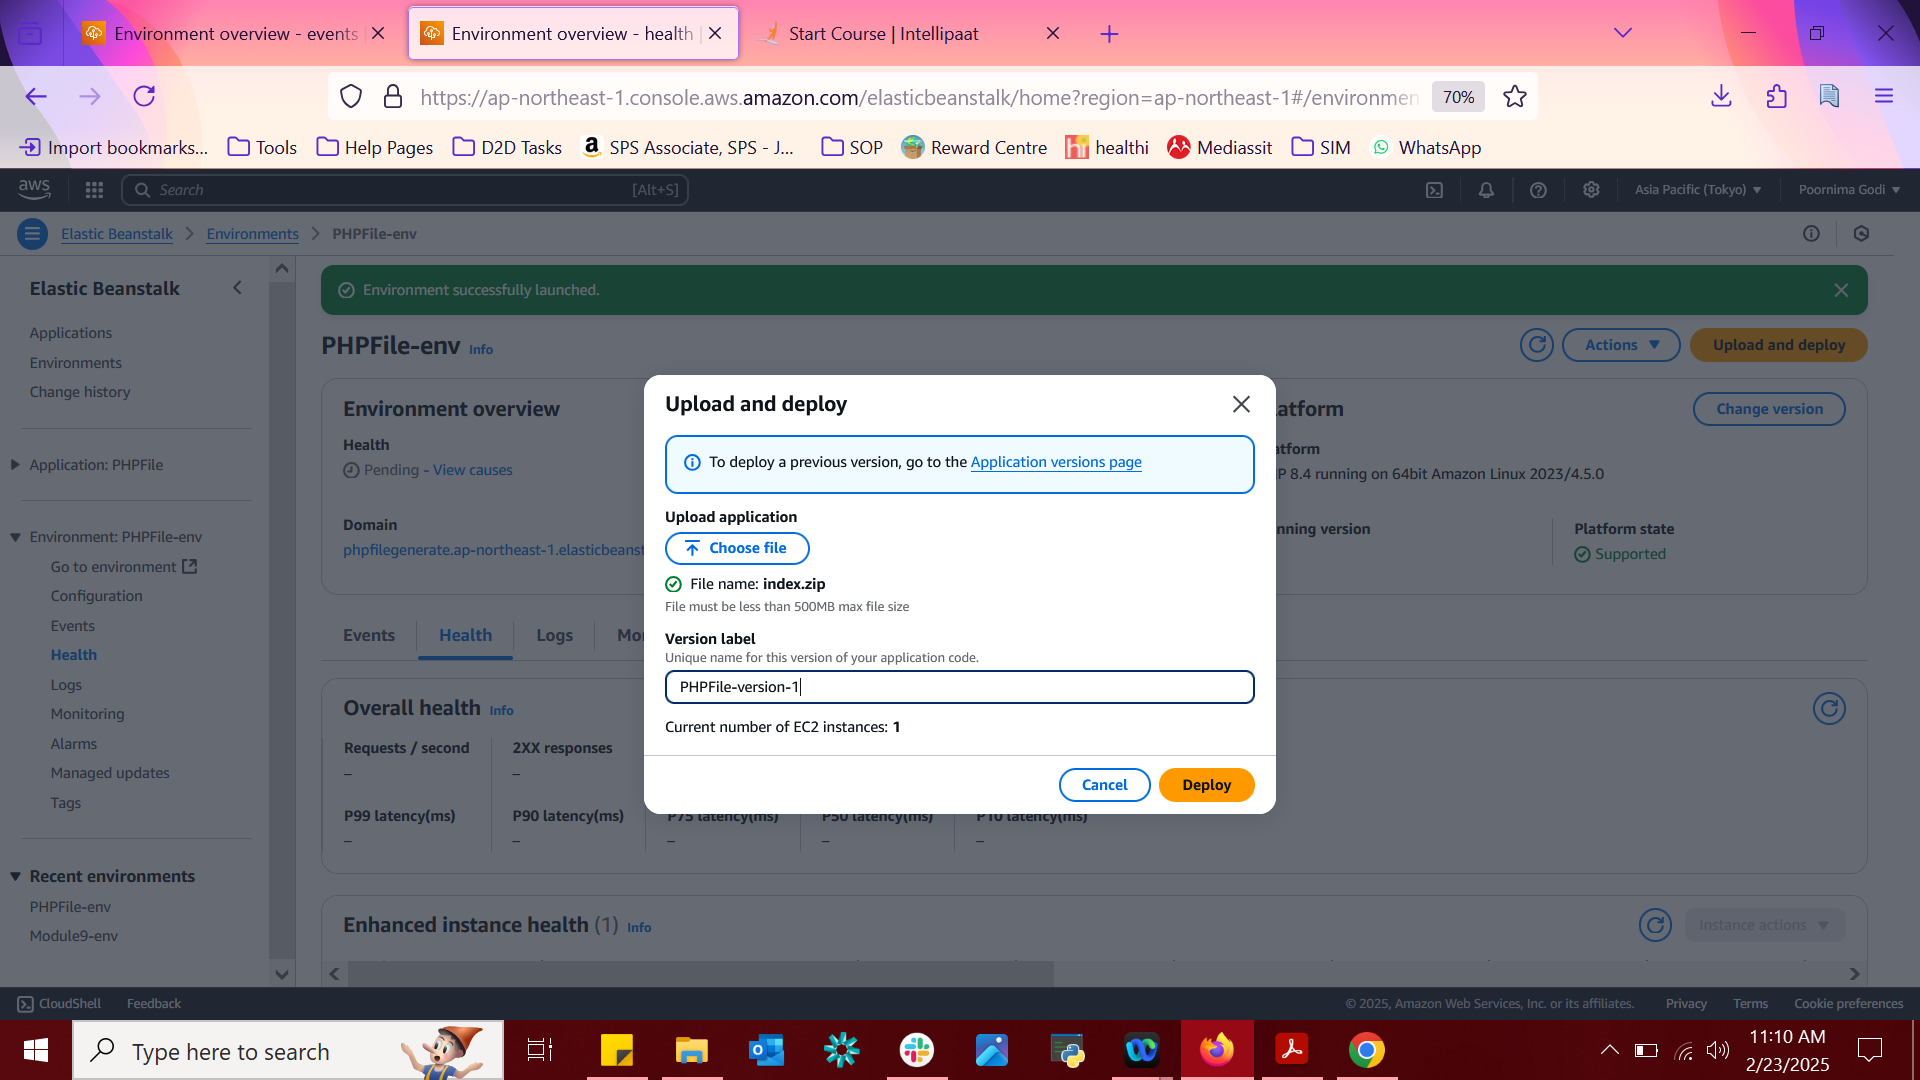 Environment overview - events
Environment overview - health
Start Course | Intellipaat
https://ap-northeast-1.console.aws.amazon.com/elasticbeanstalk/home?region=ap-northeast-1#/environmen
70%
Import bookmarks...
Tools
Help Pages
D2D Tasks
SPS Associate, SPS - J...
SOP
Reward Centre
healthi
Mediassit
SIM
WhatsApp
aws
Search
[Alt+S]
Asia Pacific (Tokyo)
Poornima Godi
Elastic Beanstalk
Environments
PHPFile-env
Elastic Beanstalk
Applications
Environments
Change history
Application: PHPFile
Environment: PHPFile-env
Go to environment
Configuration
Events
Health
Logs
Monitoring
Alarms
Managed updates
Tags
Recent environments
PHPFile-env
Module9-env
Environment successfully launched.
PHPFile-env Info
Actions
Upload and deploy
Environment overview
Health
Pending - View causes
Domain
phpfilegenerate.ap-northeast-1.elasticbeanst
atform
Change version
tform
P 8.4 running on 64bit Amazon Linux 2023/4.5.0
nning version
Platform state
Supported
Events
Health
Logs
Mo
Upload and deploy
To deploy a previous version, go to the Application versions page
Upload application
Choose file
File name: index.zip
File must be less than 500MB max file size
Version label
Unique name for this version of your application code.
PHPFile-version-1
Current number of EC2 instances: 1
Cancel
Deploy
Overall health Info
Requests / second
2XX responses
–
–
P99 latency(ms)
P90 latency(ms)
P75 latency(ms)
P50 latency(ms)
P10 latency(ms)
–
–
–
–
–
Enhanced instance health (1) Info
Instance actions
CloudShell
Feedback
© 2025, Amazon Web Services, Inc. or its affiliates.
Privacy
Terms
Cookie preferences
Type here to search
11:10 AM
2/23/2025